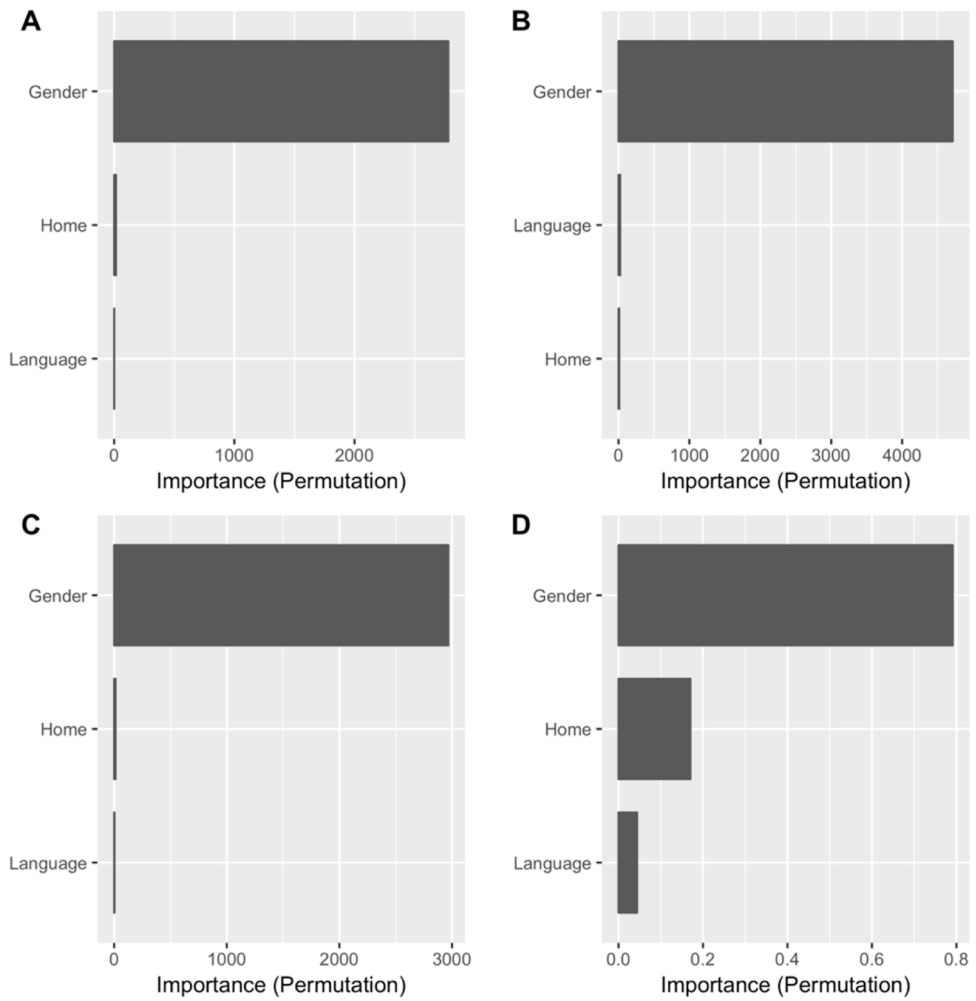 A
Gender
Home
Language
0 1000 2000
Importance (Permutation)
B
Gender
Language
Home
0 1000 2000 3000 4000
Importance (Permutation)
C
Gender
Home
Language
0 1000 2000 3000
Importance (Permutation)
D
Gender
Home
Language
0.0 0.2 0.4 0.6 0.8
Importance (Permutation)